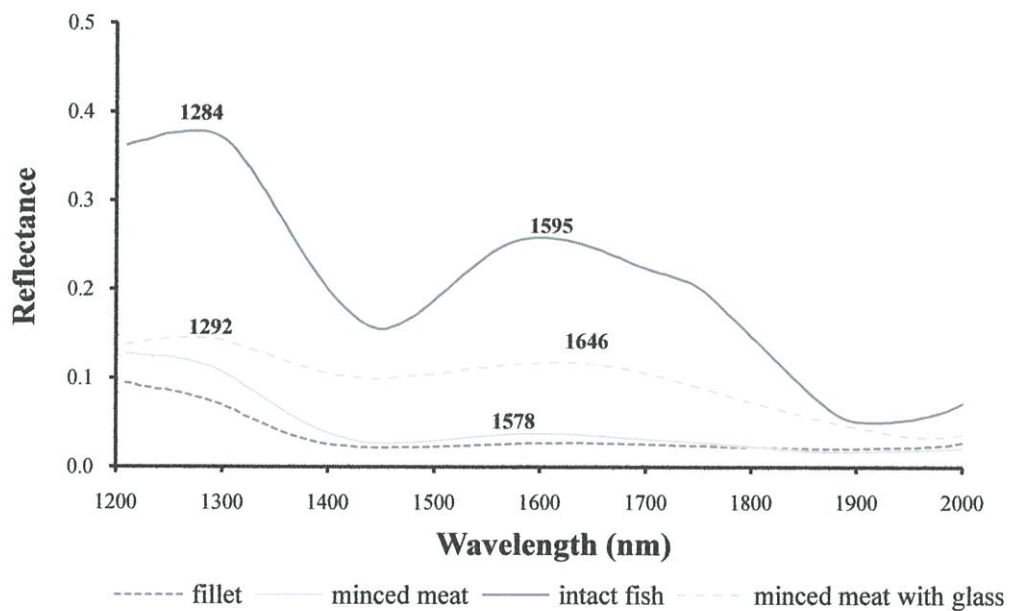 0.5
0.4
0.3
0.2
0.1
0.0
Reflectance
1284
1595
1292
1646
1578
1200 1300 1400 1500 1600 1700 1800 1900 2000
Wavelength (nm)
fillet minced meat intact fish minced meat with glass